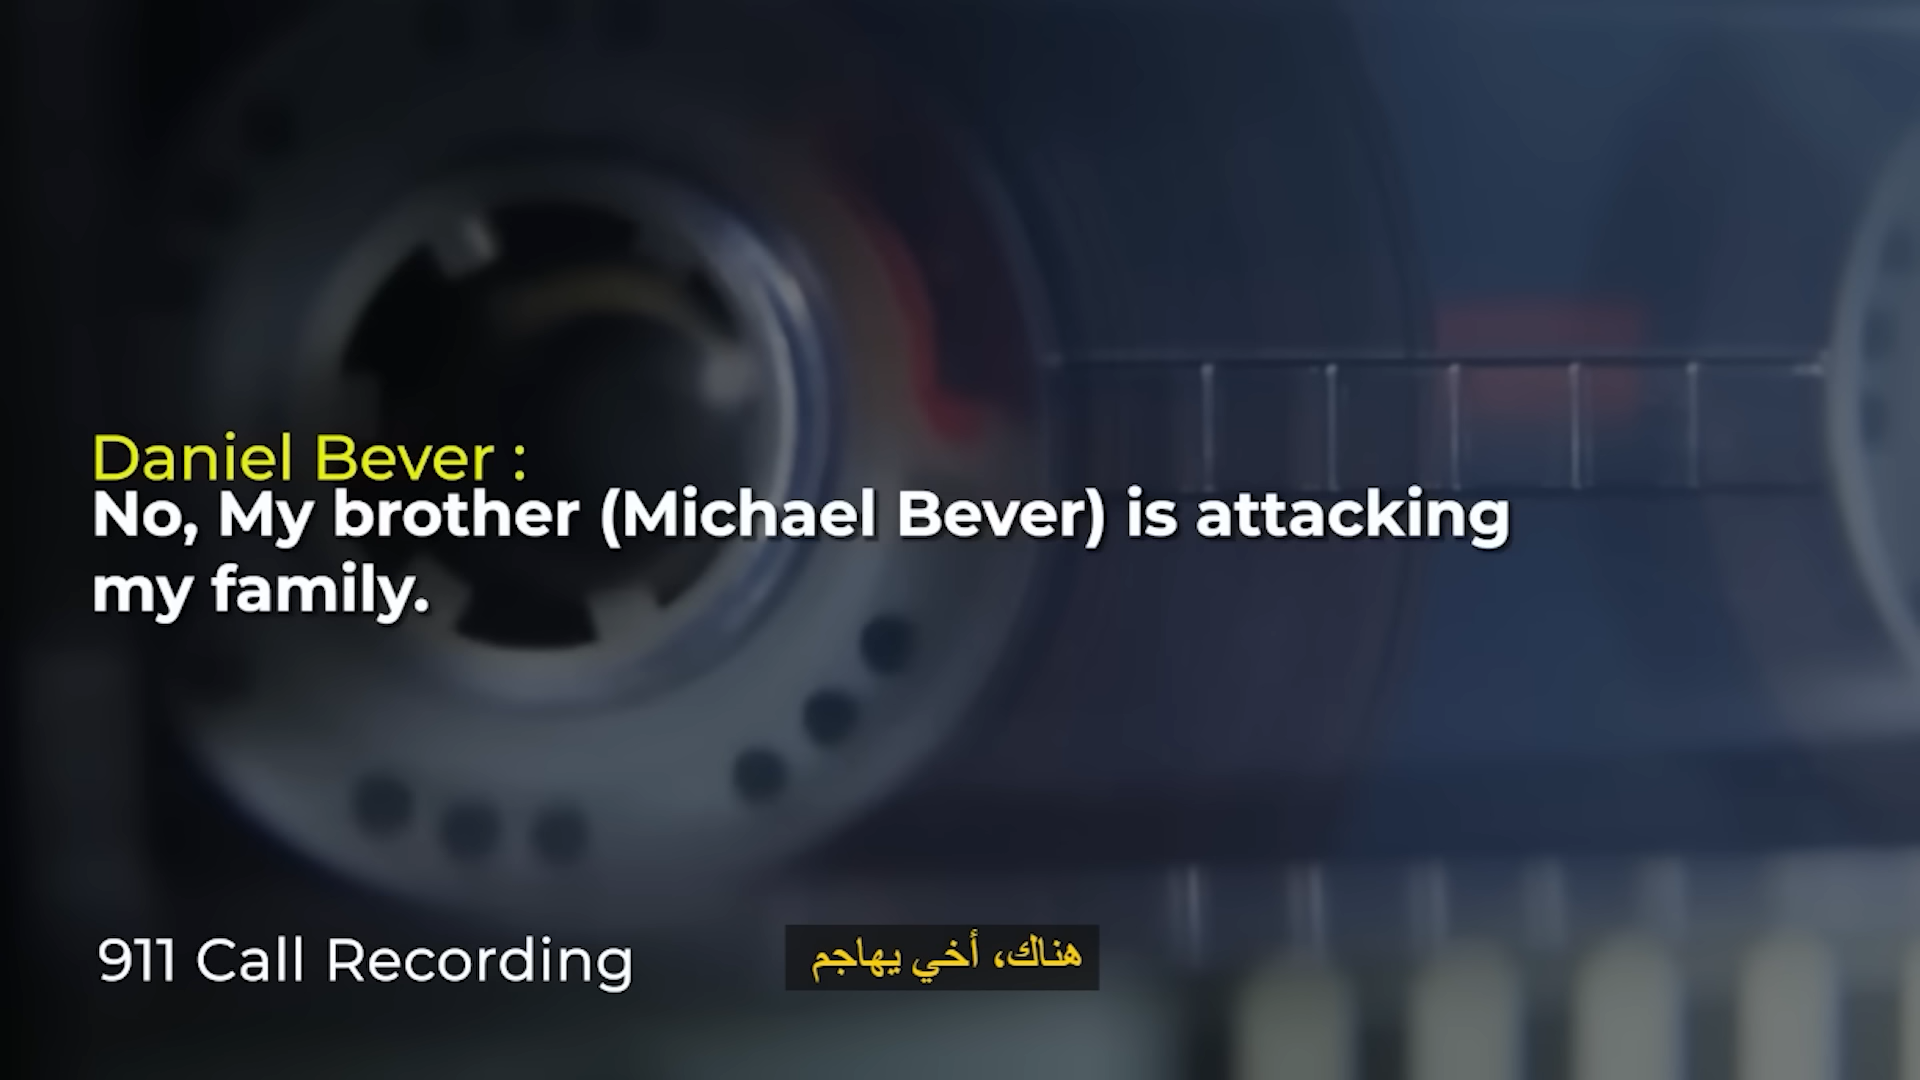 Daniel Bever :
No, My brother (Michael Bever) is attacking
my family.
911 Call Recording
هناك، أخي يهاجم